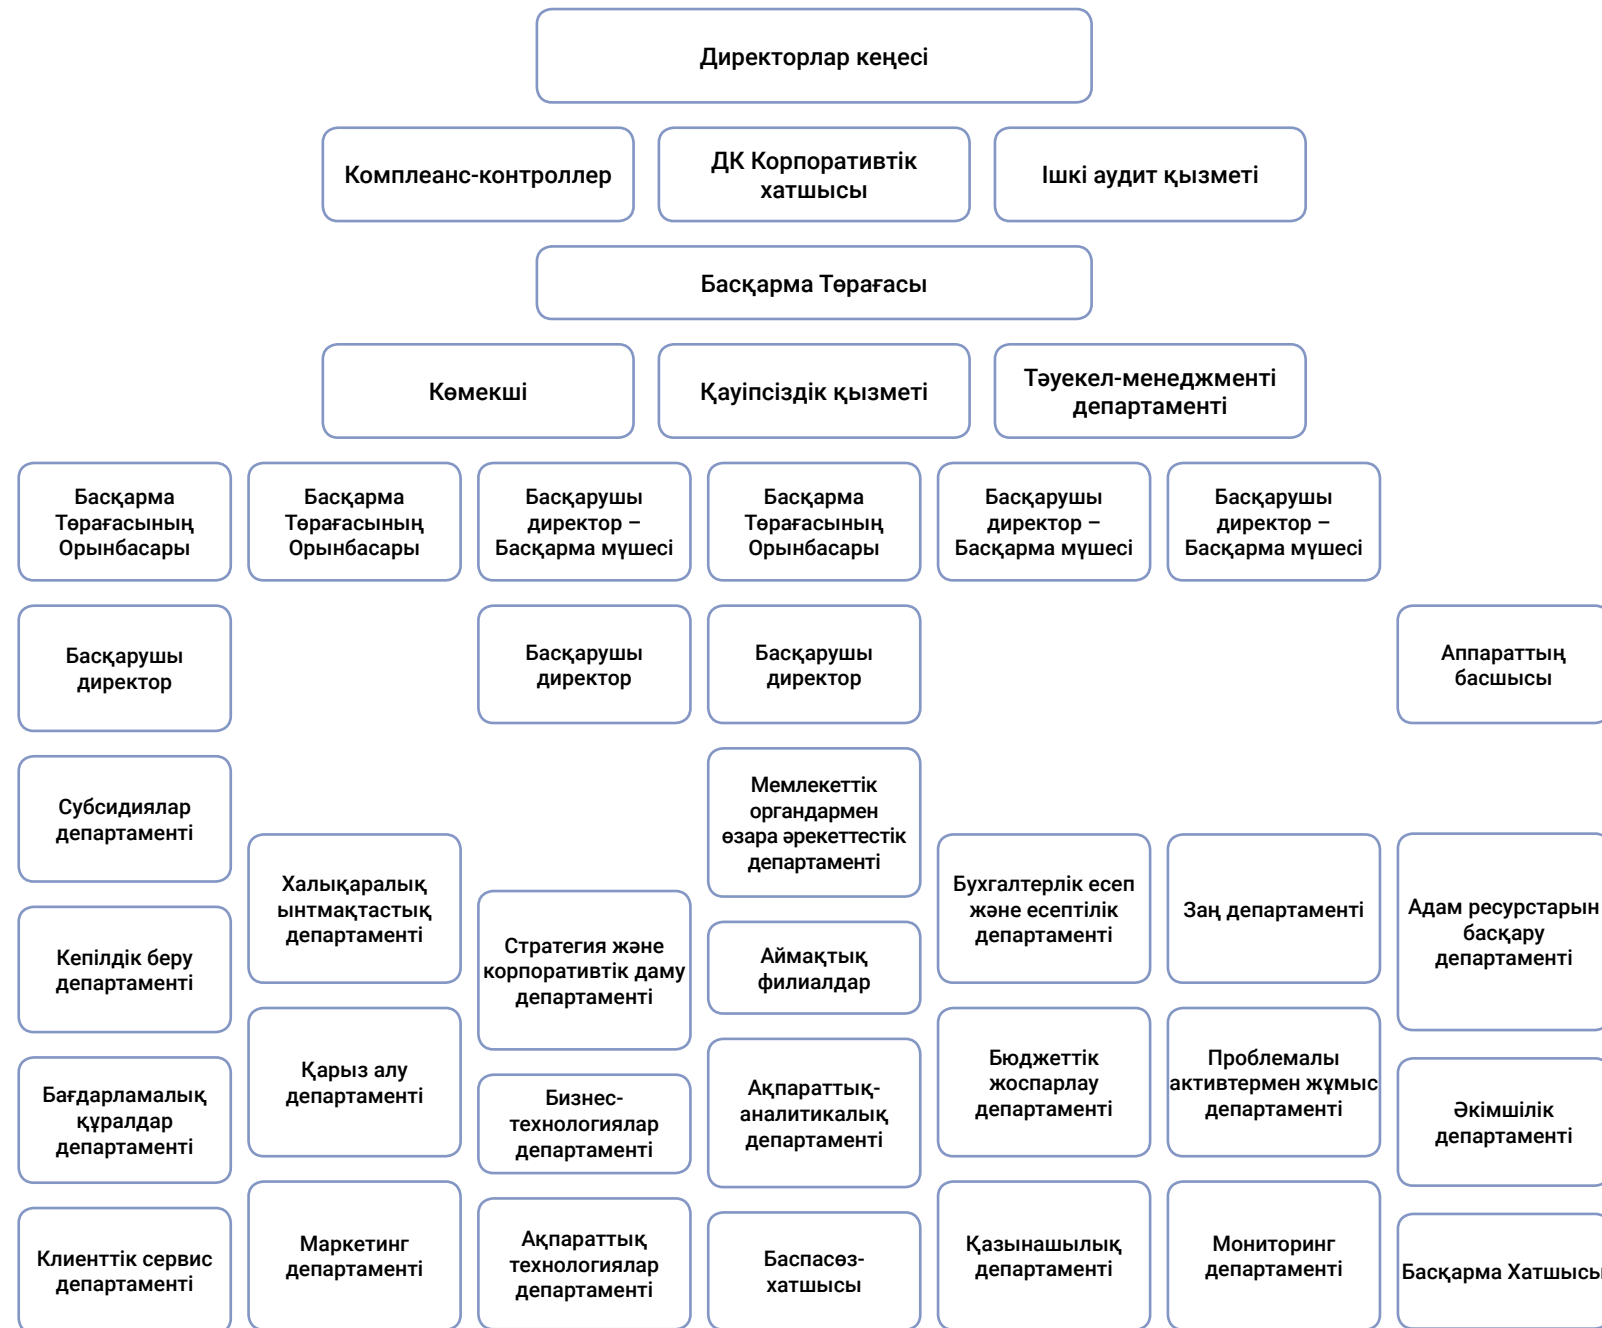 Директорлар кеңесі
Комплеанс-контроллер
ДК Корпоративтік
хатшысы
Ішкі аудит қызметі
Басқарма Төрағасы
Көмекші
Қауіпсіздік қызметі
Тәуекел-менеджменті
департаменті
Басқарма
Төрағасының
Орынбасары
Басқарма
Төрағасының
Орынбасары
Басқарушы
директор –
Басқарма мүшесі
Басқарма
Төрағасының
Орынбасары
Басқарушы
директор –
Басқарма мүшесі
Басқарушы
директор –
Басқарма мүшесі
Басқарушы
директор
Басқарушы
директор
Басқарушы
директор
Аппараттың
басшысы
Субсидиялар
департаменті
Кепілдік беру
департаменті
Бағдарламалық
құралдар
департаменті
Клиенттік сервис
департаменті
Халықаралық
ынтмақтастық
департаменті
Қарыз алу
департаменті
Маркетинг
департаменті
Стратегия және
корпоративтік даму
департаменті
Бизнес-
технологиялар
департаменті
Ақпараттық
технологиялар
департаменті
Мемлекеттік
органдармен
өзара әрекеттестік
департаменті
Аймақтық
филиалдар
Ақпараттық-
аналитикалық
департаменті
Баспасөз-
хатшысы
Бухгалтерлік есеп
және есептілік
департаменті
Бюджеттік
жоспарлау
департаменті
Қазынашылық
департаменті
Заң департаменті
Проблемалы
активтермен жұмыс
департаменті
Мониторинг
департаменті
Адам ресурстарын
басқару
департаменті
Әкімшілік
департаменті
Басқарма Хатшысы